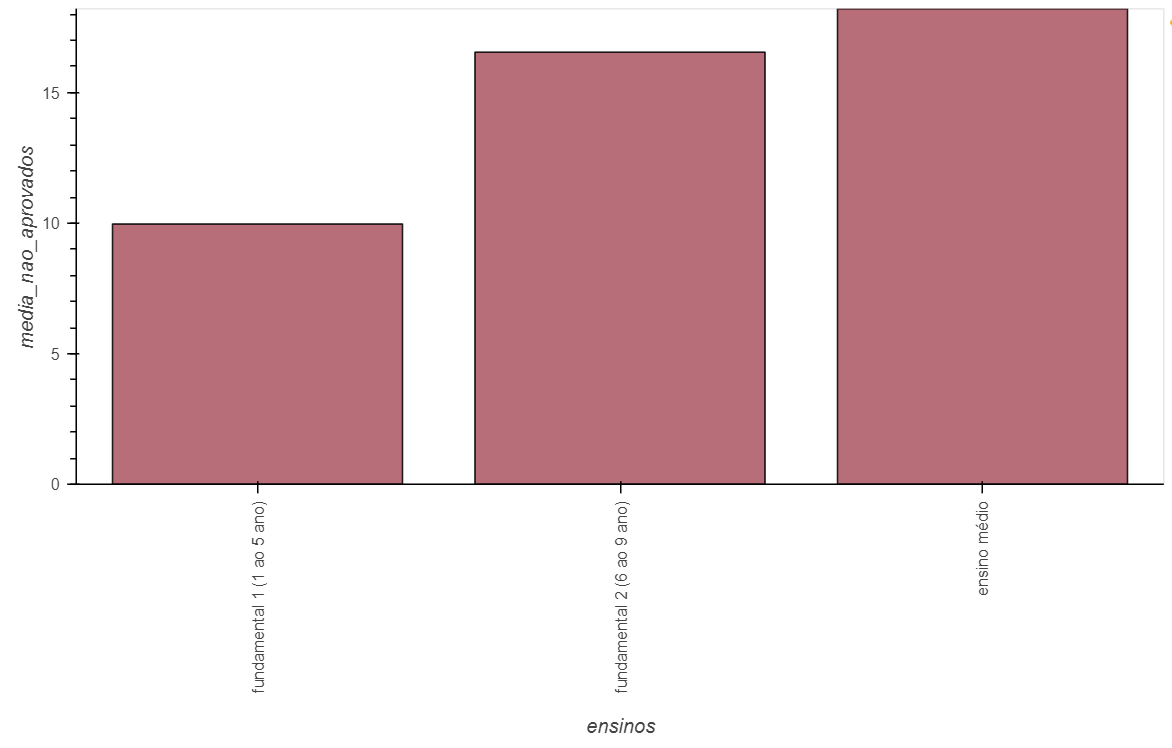 15
10
5
0
media_nao_aprovados
fundamental 1 (1 ao 5 ano)
fundamental 2 (6 ao 9 ano)
ensino médio
ensinos